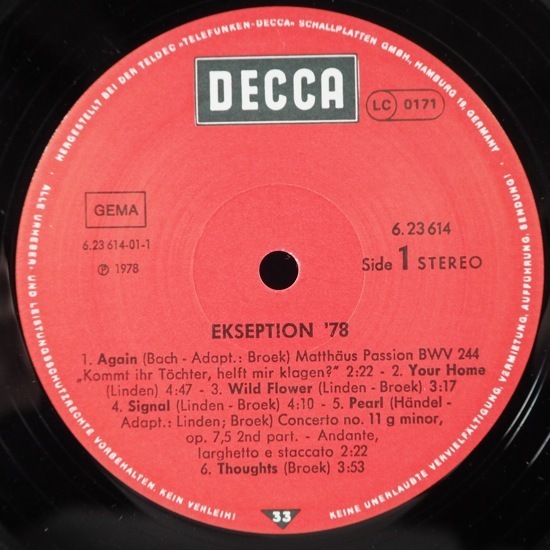 HERGESTELLT BEI DER TELDEC »TELEFUNKEN-DECCA« SCHALLPLATTEN GMBH, HAMBURG 19, GERMANY
ALLE URHEBER- UND LEISTUNGSSCHUTZRECHTE VORBEHALTEN. KEIN VERLEIH!
KEINE UNERLAUBTE VERVIELFÄLTIGUNG, VERMIETUNG, AUFFÜHRUNG, SENDUNG!
DECCA
LC 0171
GEMA
6.23 614-01-1
℗ 1978
6.23614
Side 1 STEREO
EKSEPTION '78
1. Again (Bach - Adapt.: Broek) Matthäus Passion BWV 244
„Kommt ihr Töchter, helft mir klagen?" 2:22 - 2. Your Home
(Linden) 4:47 - 3. Wild Flower (Linden - Broek) 3:17
4. Signal (Linden - Broek) 4:10 - 5. Pearl (Händel -
Adapt.: Linden; Broek) Concerto no. 11 g minor,
op. 7,5 2nd part. - Andante,
larghetto e staccato 2:22
6. Thoughts (Broek) 3:53
33